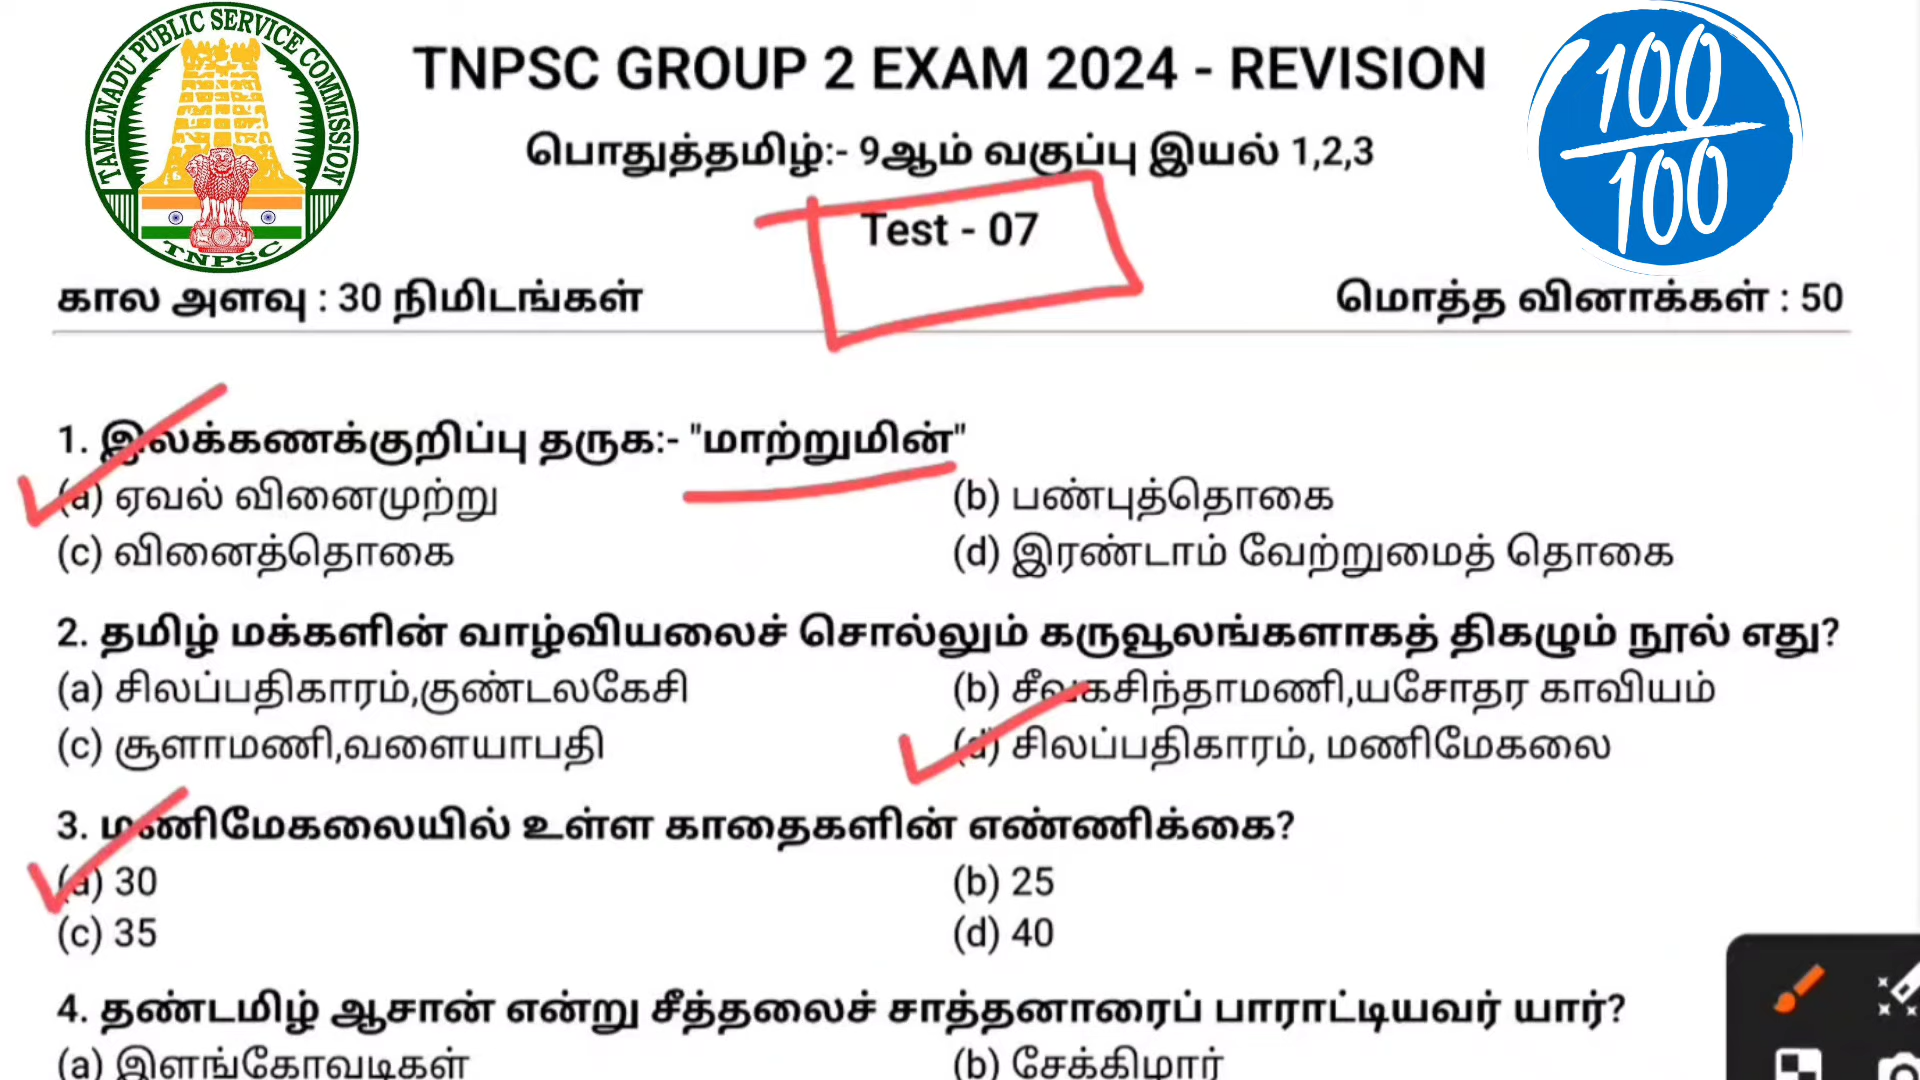 TAMILNADU PUBLIC SERVICE COMMISSION
TNPSC
TNPSC GROUP 2 EXAM 2024 - REVISION
100
100
பொதுத்தமிழ்:- 9ஆம் வகுப்பு இயல் 1,2,3
Test - 07
கால அளவு : 30 நிமிடங்கள்
மொத்த வினாக்கள் : 50
1. இலக்கணக்குறிப்பு தருக:- "மாற்றுமின்"
(a) ஏவல் வினைமுற்று
(b) பண்புத்தொகை
(c) வினைத்தொகை
(d) இரண்டாம் வேற்றுமைத் தொகை
2. தமிழ் மக்களின் வாழ்வியலைச் சொல்லும் கருவூலங்களாகத் திகழும் நூல் எது?
(a) சிலப்பதிகாரம்,குண்டலகேசி
(b) சீவகசிந்தாமணி,யசோதர காவியம்
(c) சூளாமணி,வளையாபதி
(d) சிலப்பதிகாரம், மணிமேகலை
3. மணிமேகலையில் உள்ள காதைகளின் எண்ணிக்கை?
(a) 30
(b) 25
(c) 35
(d) 40
4. தண்டமிழ் ஆசான் என்று சீத்தலைச் சாத்தனாரைப் பாராட்டியவர் யார்?
(a) இளங்கோவடிகள்
(b) சேக்கிழார்